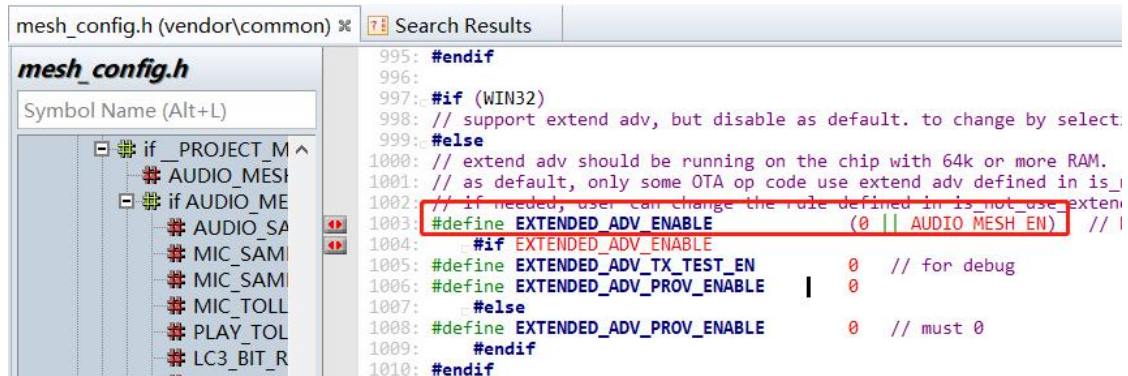 mesh_config.h (vendor\common)
Search Results
mesh_config.h
Symbol Name (Alt+L)
if _PROJECT_M
AUDIO_MESH
if AUDIO_ME
AUDIO_SA
MIC_SAM
MIC_SAM
MIC_TOLL
PLAY_TOL
LC3_BIT_R
995: #endif
996:
997: #if (WIN32)
998: // support extend adv, but disable as default. to change by selecti
999: #else
1000: // extend adv should be running on the chip with 64k or more RAM.
1001: // as default, only some OTA op code use extend adv defined in is_
1002: // if needed, user can change the rule defined in is_not_use_extend
1003: #define EXTENDED_ADV_ENABLE (0 || AUDIO_MESH_EN) //
1004: #if EXTENDED_ADV_ENABLE
1005: #define EXTENDED_ADV_TX_TEST_EN 0 // for debug
1006: #define EXTENDED_ADV_PROV_ENABLE 0
1007: #else
1008: #define EXTENDED_ADV_PROV_ENABLE 0 // must 0
1009: #endif
1010: #endif